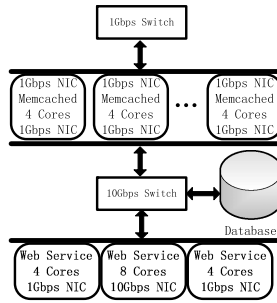 1Gbps Switch
1Gbps NIC 1Gbps NIC 1Gbps NIC
Memcached Memcached ... Memcached
4 Cores 4 Cores 4 Cores
1Gbps NIC 1Gbps NIC 1Gbps NIC
10Gbps Switch
Database
Web Service Web Service Web Service
4 Cores 8 Cores 4 Cores
1Gbps NIC 10Gbps NIC 1Gbps NIC